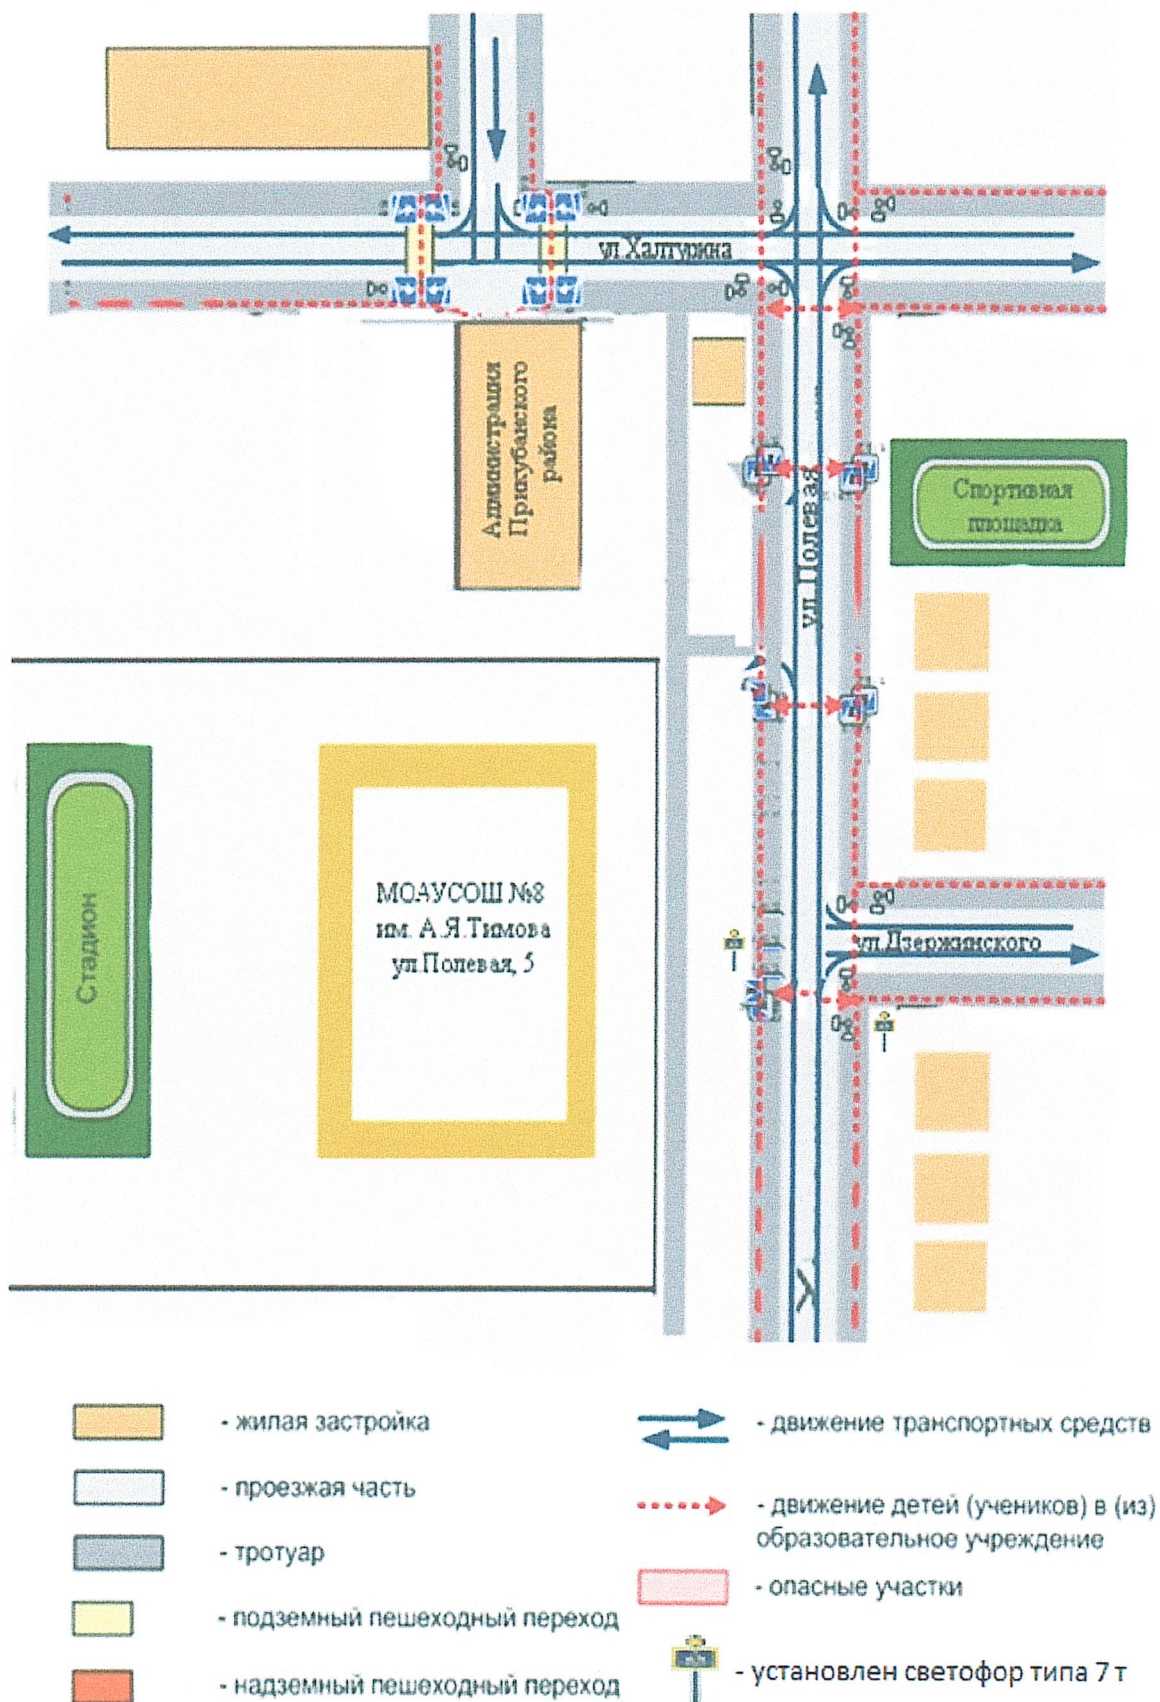 ул.Халтурина
Администрация
Прикубанского
района
ул. Полевая
Спортивная
площадка
Стадион
МОАУСОШ №8
им. А.Я.Тимова
ул.Полевая, 5
ул.Дзержинского
- жилая застройка
- проезжая часть
- тротуар
- подземный пешеходный переход
- надземный пешеходный переход
- движение транспортных средств
- движение детей (учеников) в (из)
образовательное учреждение
- опасные участки
- установлен светофор типа 7 т